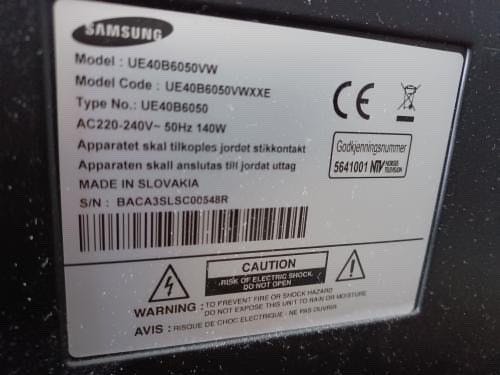 SAMSUNG
Model : UE40B6050VW
Model Code : UE40B6050VWXXE
Type No.: UE40B6050
AC220-240V~ 50Hz 140W
Apparatet skal tilkoples jordet stikkontakt
Apparaten skall anslutas till jordat uttag
MADE IN SLOVAKIA
S/N : BACA3SLSC00548R
CE
Godkjenningsnummer
5641001 NTV NORGES TELEVISION
CAUTION
RISK OF ELECTRIC SHOCK
DO NOT OPEN
WARNING : TO PREVENT FIRE OR SHOCK HAZARD
DO NOT EXPOSE THIS UNIT TO RAIN OR MOISTURE
AVIS : RISQUE DE CHOC ELECTRIQUE - NE PAS OUVRIR